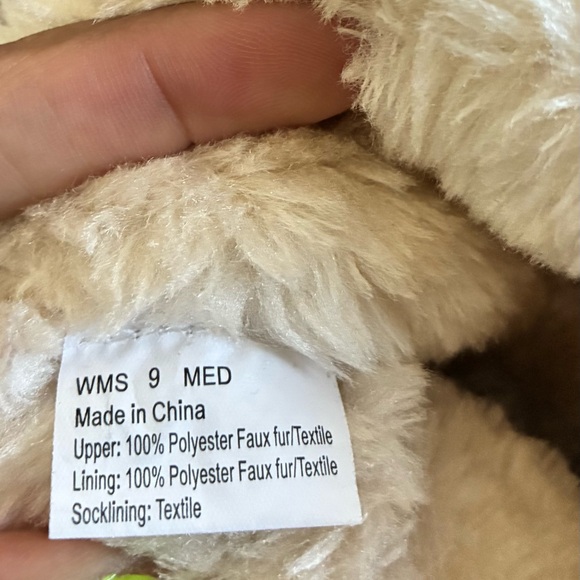 WMS 9 MED
Made in China
Upper: 100% Polyester Faux fur/Textile
Lining: 100% Polyester Faux fur/Textile
Socklining: Textile